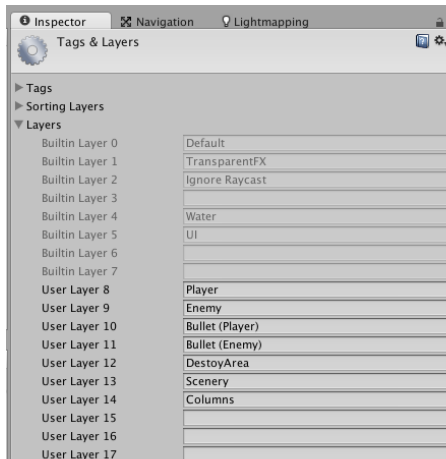 Inspector Navigation Lightmapping
Tags & Layers
Tags
Sorting Layers
Layers
Builtin Layer 0 Default
Builtin Layer 1 TransparentFX
Builtin Layer 2 Ignore Raycast
Builtin Layer 3
Builtin Layer 4 Water
Builtin Layer 5 UI
Builtin Layer 6
Builtin Layer 7
User Layer 8 Player
User Layer 9 Enemy
User Layer 10 Bullet (Player)
User Layer 11 Bullet (Enemy)
User Layer 12 DestoyArea
User Layer 13 Scenery
User Layer 14 Columns
User Layer 15
User Layer 16
User Layer 17